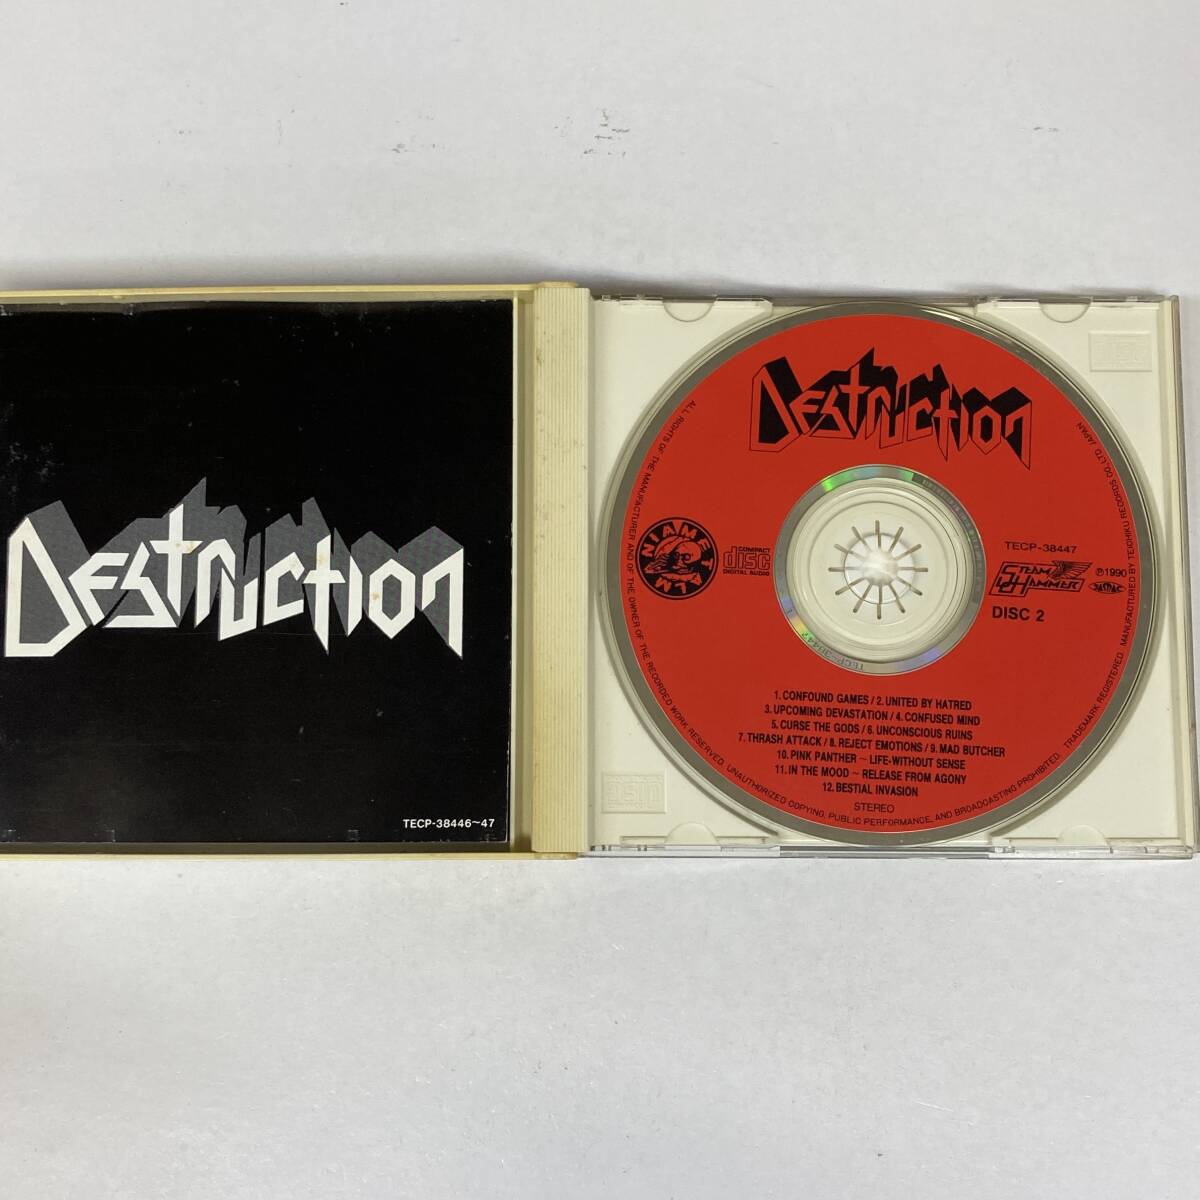 DESTRUCTION
TECP-38446~47
DESTRUCTION
ALL RIGHTS OF THE MANUFACTURER AND OF THE OWNER OF THE RECORDED WORK RESERVED. UNAUTHORIZED COPYING, PUBLIC PERFORMANCE, AND BROADCASTING PROHIBITED. TRADEMARK REGISTERED. MANUFACTURED BY TEICHIKU RECORDS CO., LTD JAPAN
COMPACT
disc
DIGITAL AUDIO
TECP-38447
STEAM
HAMMER
℗1990
DISC 2
TECP-38447
1. CONFOUND GAMES / 2. UNITED BY HATRED
3. UPCOMING DEVASTATION / 4. CONFUSED MIND
5. CURSE THE GODS / 6. UNCONSCIOUS RUINS
7. THRASH ATTACK / 8. REJECT EMOTIONS / 9. MAD BUTCHER
10. PINK PANTHER ~ LIFE-WITHOUT SENSE
11. IN THE MOOD ~ RELEASE FROM AGONY
12. BESTIAL INVASION
STEREO